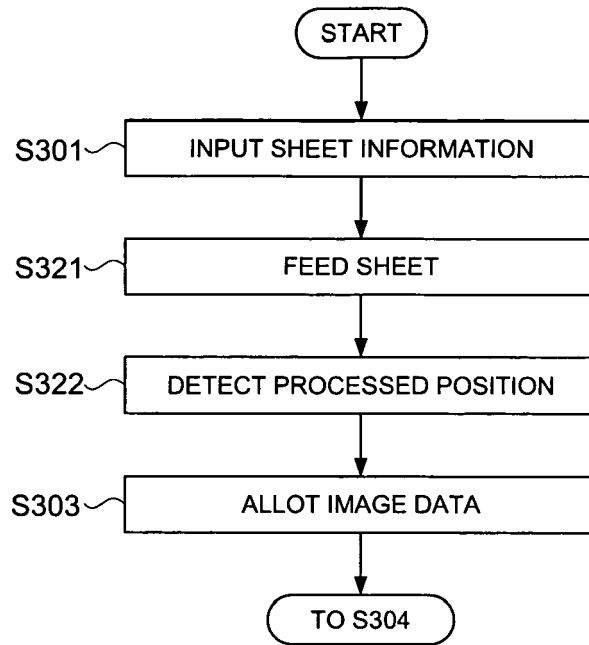 START
S301 INPUT SHEET INFORMATION
S321 FEED SHEET
S322 DETECT PROCESSED POSITION
S303 ALLOT IMAGE DATA
TO S304